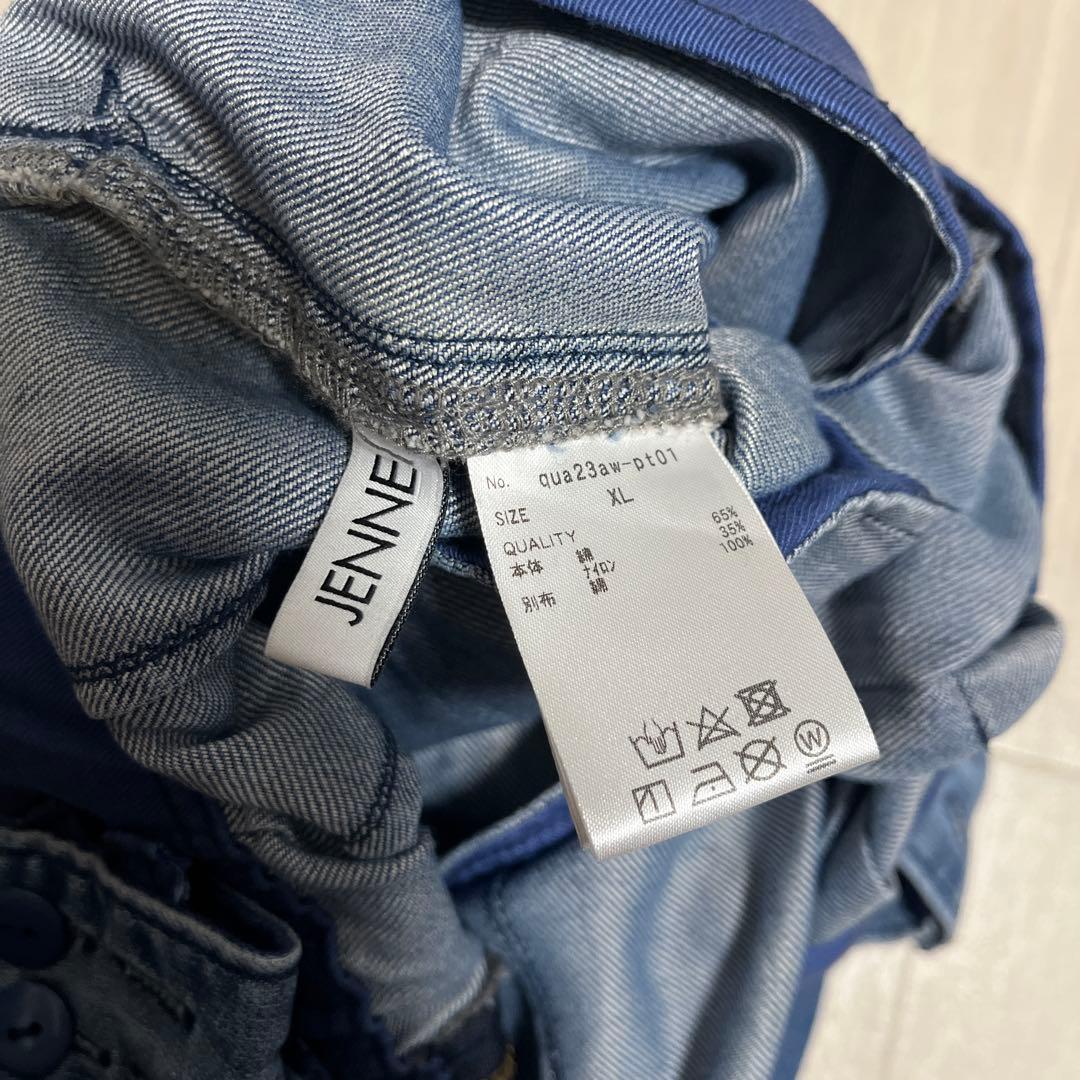 JENNE
No. qua23aw-pt01
SIZE XL
QUALITY
本体 綿 65%
ナイロン 35%
別布 綿 100%
W